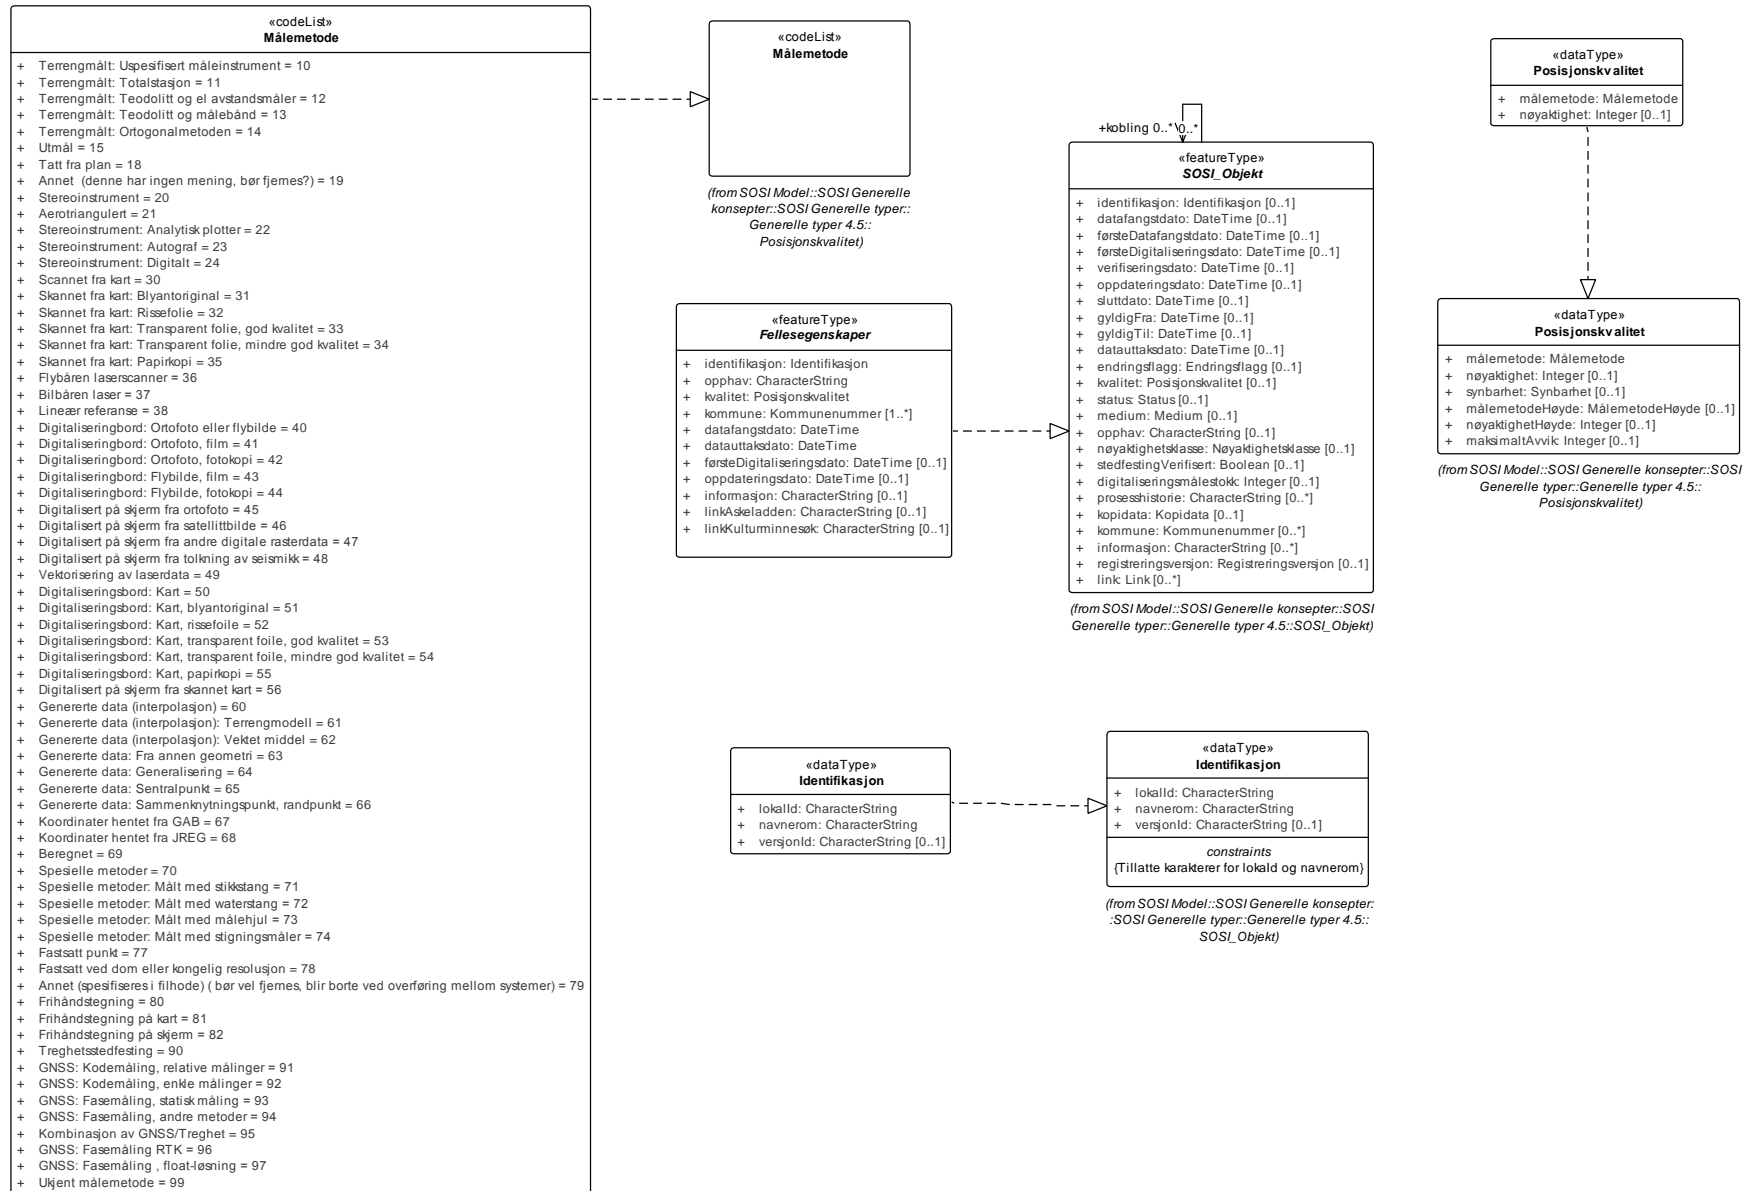 «codeList»
Målemetode
+ Terrengmålt: Uspesifisert måleinstrument = 10
+ Terrengmålt: Totalstasjon = 11
+ Terrengmålt: Teodolitt og el avstandsmåler = 12
+ Terrengmålt: Teodolitt og målebånd = 13
+ Terrengmålt: Ortogonalmetoden = 14
+ Utmål = 15
+ Tatt fra plan = 18
+ Annet (denne har ingen mening, bør fjernes?) = 19
+ Stereoinstrument = 20
+ Aerotriangulert = 21
+ Stereoinstrument: Analytisk plotter = 22
+ Stereoinstrument: Autograf = 23
+ Stereoinstrument: Digitalt = 24
+ Scannet fra kart = 30
+ Skannet fra kart: Blyantoriginal = 31
+ Skannet fra kart: Rissefolie = 32
+ Skannet fra kart: Transparent folie, god kvalitet = 33
+ Skannet fra kart: Transparent folie, mindre god kvalitet = 34
+ Skannet fra kart: Papirkopi = 35
+ Flybåren laserscanner = 36
+ Bilbåren laser = 37
+ Lineær referanse = 38
+ Digitaliseringbord: Ortofoto eller flybilde = 40
+ Digitaliseringbord: Ortofoto, film = 41
+ Digitaliseringbord: Ortofoto, fotokopi = 42
+ Digitaliseringbord: Flybilde, film = 43
+ Digitaliseringbord: Flybilde, fotokopi = 44
+ Digitalisert på skjerm fra ortofoto = 45
+ Digitalisert på skjerm fra satellittbilde = 46
+ Digitalisert på skjerm fra andre digitale rasterdata = 47
+ Digitalisert på skjerm fra tolkning av seismikk = 48
+ Vektorisering av laserdata = 49
+ Digitaliseringsbord: Kart = 50
+ Digitaliseringsbord: Kart, blyantoriginal = 51
+ Digitaliseringsbord: Kart, rissefoile = 52
+ Digitaliseringsbord: Kart, transparent foile, god kvalitet = 53
+ Digitaliseringsbord: Kart, transparent foile, mindre god kvalitet = 54
+ Digitaliseringsbord: Kart, papirkopi = 55
+ Digitalisert på skjerm fra skannet kart = 56
+ Genererte data (interpolasjon) = 60
+ Genererte data (interpolasjon): Terrengmodell = 61
+ Genererte data (interpolasjon): Vektet middel = 62
+ Genererte data: Fra annen geometri = 63
+ Genererte data: Generalisering = 64
+ Genererte data: Sentralpunkt = 65
+ Genererte data: Sammenknytningspunkt, randpunkt = 66
+ Koordinater hentet fra GAB = 67
+ Koordinater hentet fra JREG = 68
+ Beregnet = 69
+ Spesielle metoder = 70
+ Spesielle metoder: Målt med stikkstang = 71
+ Spesielle metoder: Målt med waterstang = 72
+ Spesielle metoder: Målt med målehjul = 73
+ Spesielle metoder: Målt med stigningsmåler = 74
+ Fastsatt punkt = 77
+ Fastsatt ved dom eller kongelig resolusjon = 78
+ Annet (spesifiseres i filhode) ( bør vel fjernes, blir borte ved overføring mellom systemer) = 79
+ Frihåndstegning = 80
+ Frihåndstegning på kart = 81
+ Frihåndstegning på skjerm = 82
+ Treghetsstedfesting = 90
+ GNSS: Kodemåling, relative målinger = 91
+ GNSS: Kodemåling, enkle målinger = 92
+ GNSS: Fasemåling, statisk måling = 93
+ GNSS: Fasemåling, andre metoder = 94
+ Kombinasjon av GNSS/Treghet = 95
+ GNSS: Fasemåling RTK = 96
+ GNSS: Fasemåling , float-løsning = 97
+ Ukjent målemetode = 99
«codeList»
Målemetode
(from SOSI Model::SOSI Generelle
konsepter::SOSI Generelle typer::
Generelle typer 4.5::
Posisjonskvalitet)
«featureType»
Fellesegenskaper
+ identifikasjon: Identifikasjon
+ opphav: CharacterString
+ kvalitet: Posisjonskvalitet
+ kommune: Kommunenummer [1..*]
+ datafangstdato: DateTime
+ datauttaksdato: DateTime
+ førsteDigitaliseringsdato: DateTime [0..1]
+ oppdateringsdato: DateTime [0..1]
+ informasjon: CharacterString [0..1]
+ linkAskeladden: CharacterString [0..1]
+ linkKulturminnesøk: CharacterString [0..1]
+kobling 0..* 0..*
«featureType»
SOSI_Objekt
+ identifikasjon: Identifikasjon [0..1]
+ datafangstdato: DateTime [0..1]
+førsteDatafangstdato: DateTime [0..1]
+ førsteDigitaliseringsdato: DateTime [0..1]
+ verifiseringsdato: DateTime [0..1]
+ oppdateringsdato: DateTime [0..1]
+ sluttdato: DateTime [0..1]
+ gyldigFra: DateTime [0..1]
+ gyldigTil: DateTime [0..1]
+ datauttaksdato: DateTime [0..1]
+ endringsflagg: Endringsflagg [0..1]
+ kvalitet: Posisjonskvalitet [0..1]
+ status: Status [0..1]
+ medium: Medium [0..1]
+ opphav: CharacterString [0..1]
+ nøyaktighetsklasse: Nøyaktighetsklasse [0..1]
+ stedfestingVerifisert: Boolean [0..1]
+ digitaliseringsmålestokk: Integer [0..1]
+ prosesshistorie: CharacterString [0..*]
+ kopidata: Kopidata [0..1]
+ kommune: Kommunenummer [0..*]
+ informasjon: CharacterString [0..*]
+ registreringsversjon: Registreringsversjon [0..1]
+ link: Link [0..*]
(from SOSI Model::SOSI Generelle konsepter::SOSI
Generelle typer::Generelle typer 4.5::SOSI_Objekt)
«dataType»
Posisjonskvalitet
+ målemetode: Målemetode
+ nøyaktighet: Integer [0..1]
«dataType»
Posisjonskvalitet
+ målemetode: Målemetode
+ nøyaktighet: Integer [0..1]
+ synbarhet: Synbarhet [0..1]
+ målemetodeHøyde: MålemetodeHøyde [0..1]
+ nøyaktighetHøyde: Integer [0..1]
+ maksimaltAvvik: Integer [0..1]
(from SOSI Model::SOSI Generelle konsepter::SOSI
Generelle typer::Generelle typer 4.5::
Posisjonskvalitet)
«dataType»
Identifikasjon
+ lokalId: CharacterString
+ navnerom: CharacterString
+ versjonId: CharacterString [0..1]
«dataType»
Identifikasjon
+ lokalId: CharacterString
+ navnerom: CharacterString
+ versjonId: CharacterString [0..1]
constraints
{Tillatte karakterer for lokaId og navnerom}
(from SOSI Model::SOSI Generelle konsepter:
:SOSI Generelle typer::Generelle typer 4.5::
SOSI_Objekt)